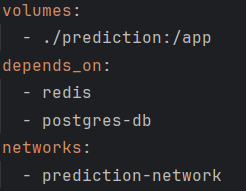 volumes:
  - ./prediction:/app
depends_on:
  - redis
  - postgres-db
networks:
  - prediction-network